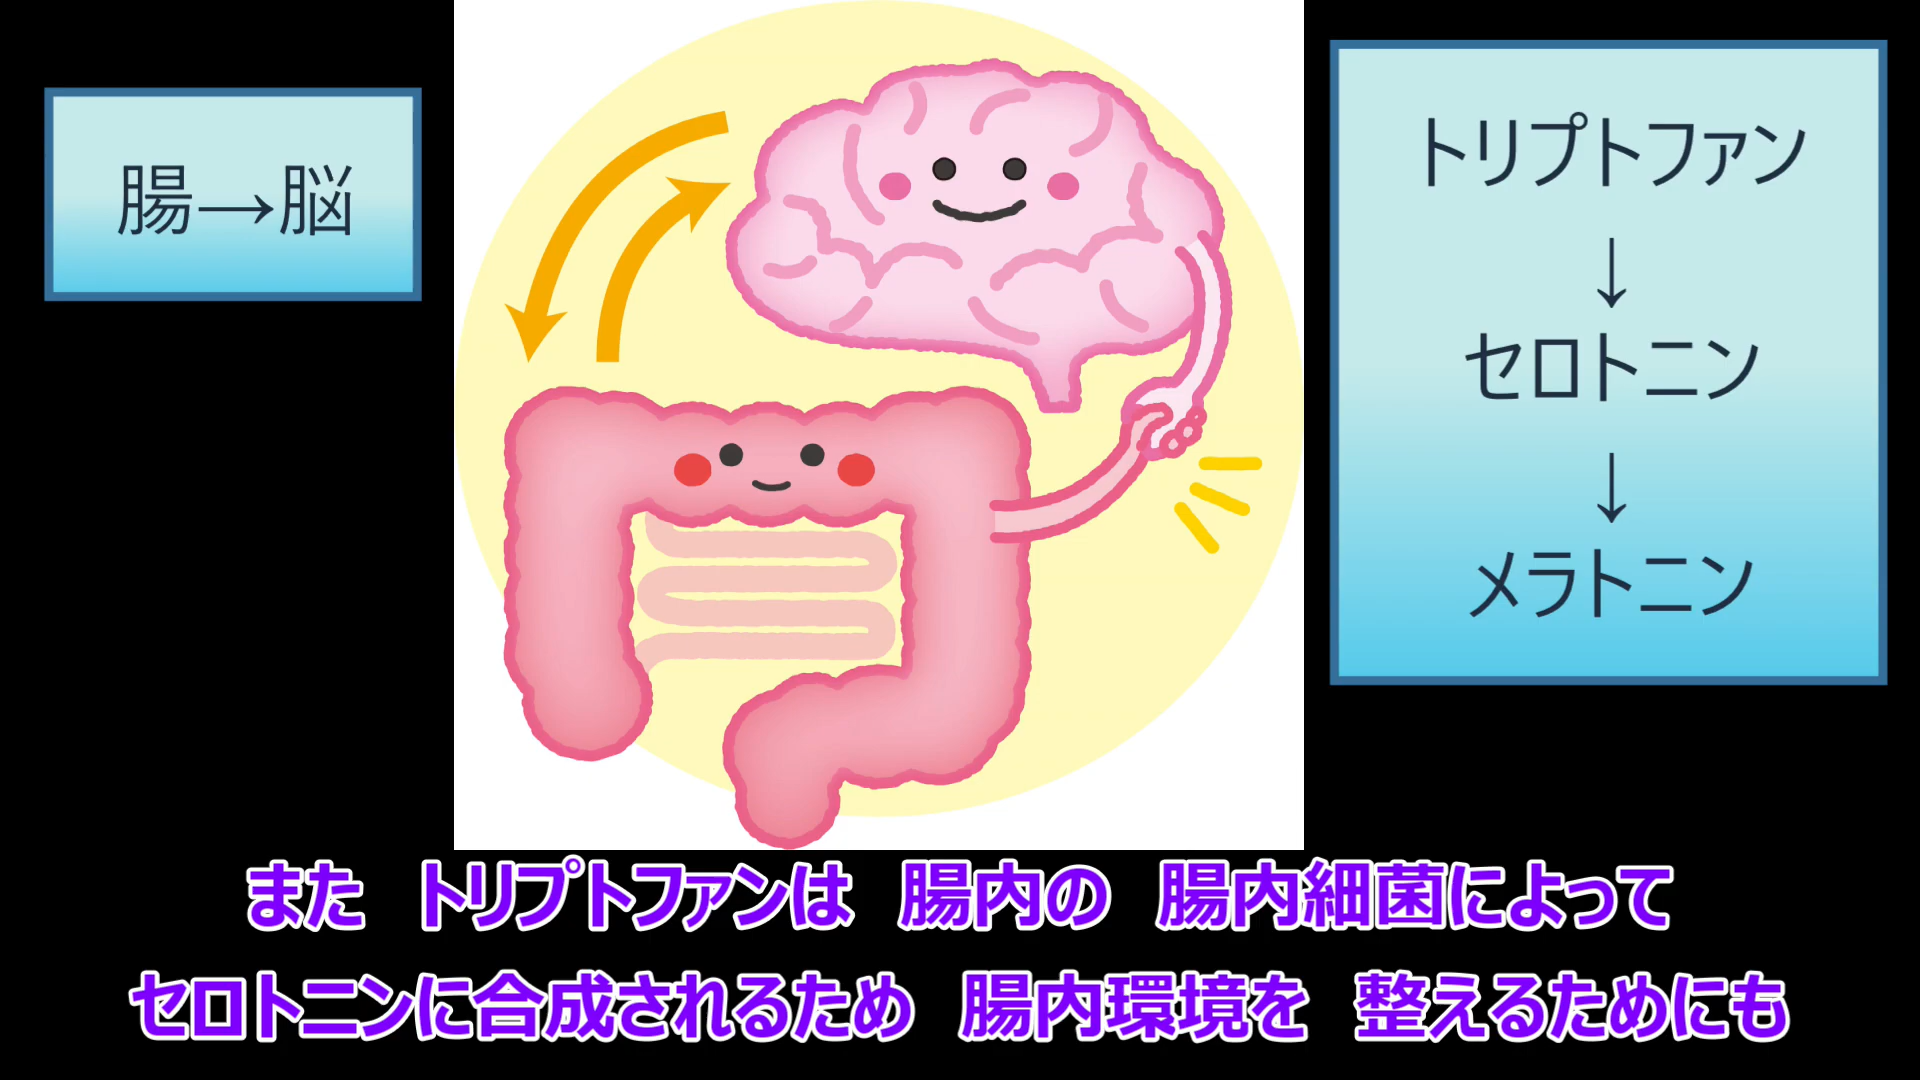 腸→脳
トリプトファン
↓
セロトニン
↓
メラトニン
また トリプトファンは 腸内の 腸内細菌によって
セロトニンに合成されるため 腸内環境を 整えるためにも